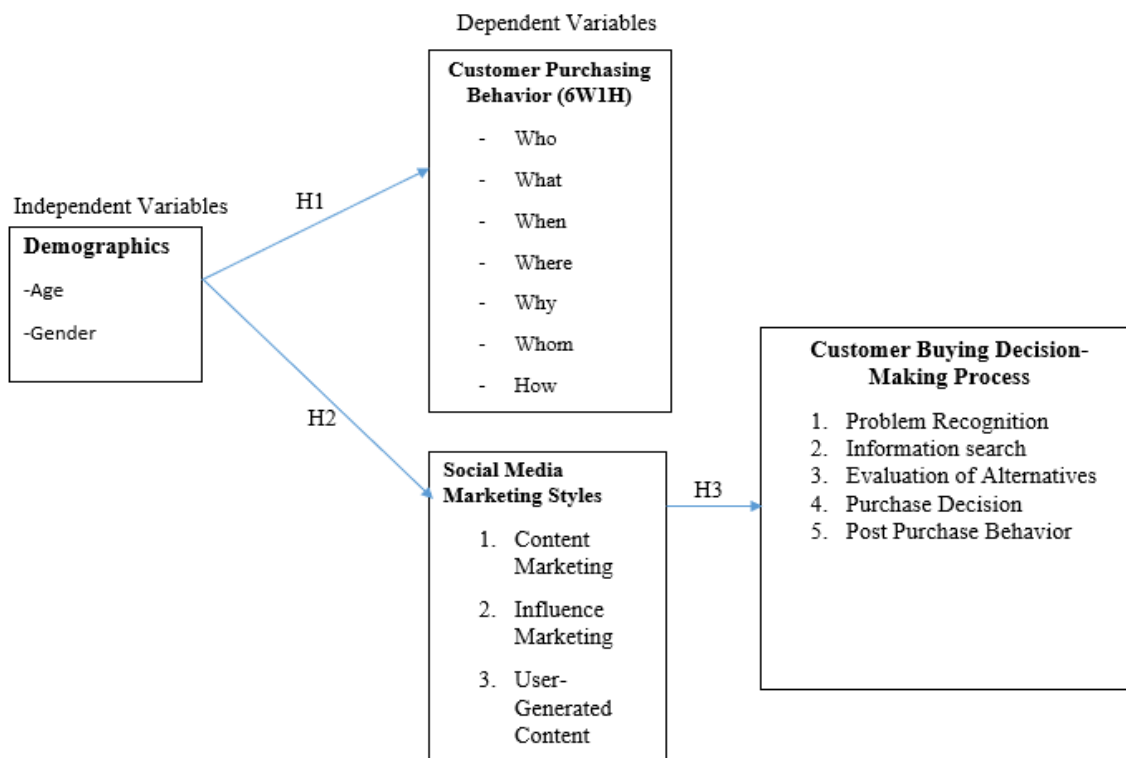 Dependent Variables
Customer Purchasing
Behavior (6W1H)
- Who
- What
- When
- Where
- Why
- Whom
- How
H1
Independent Variables
Demographics
-Age
-Gender
H2
Social Media
Marketing Styles
1. Content
Marketing
2. Influence
Marketing
3. User-
Generated
Content
H3
Customer Buying Decision-
Making Process
1. Problem Recognition
2. Information search
3. Evaluation of Alternatives
4. Purchase Decision
5. Post Purchase Behavior